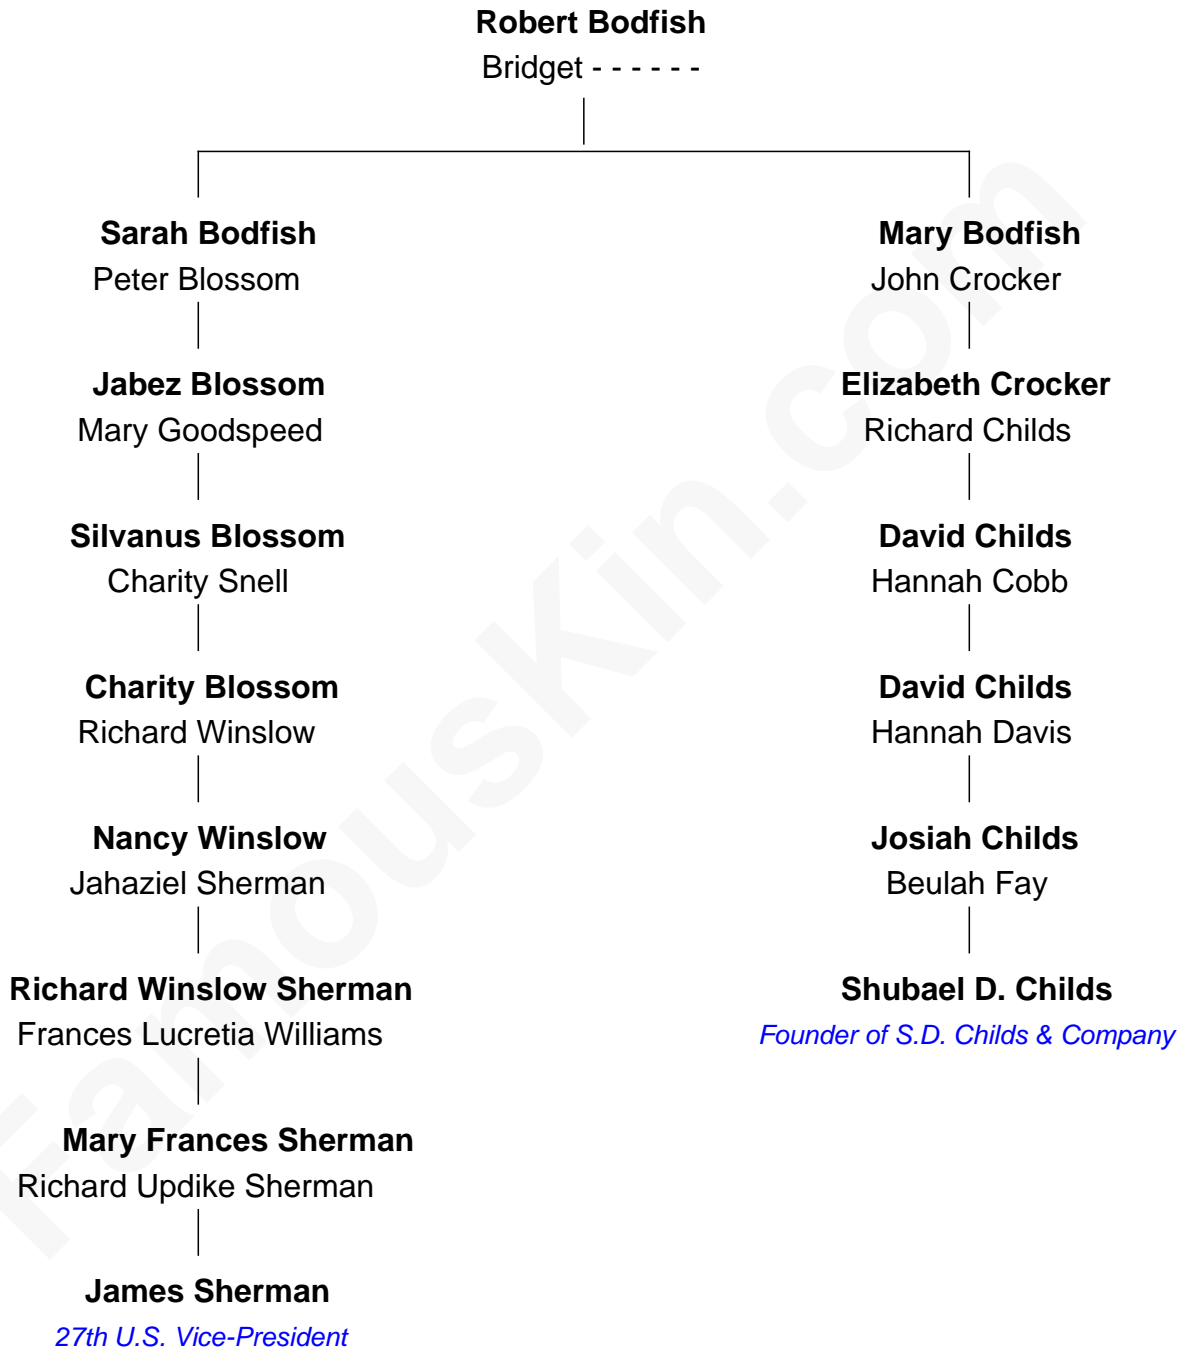 Robert Bodfish
Bridget - - - - - -
Sarah Bodfish
Peter Blossom
Mary Bodfish
John Crocker
Jabez Blossom
Mary Goodspeed
Elizabeth Crocker
Richard Childs
Silvanus Blossom
Charity Snell
David Childs
Hannah Cobb
Charity Blossom
Richard Winslow
David Childs
Hannah Davis
Nancy Winslow
Jahaziel Sherman
Josiah Childs
Beulah Fay
Richard Winslow Sherman
Frances Lucretia Williams
Shubael D. Childs
Founder of S.D. Childs & Company
Mary Frances Sherman
Richard Updike Sherman
James Sherman
27th U.S. Vice-President
FamousKin.com